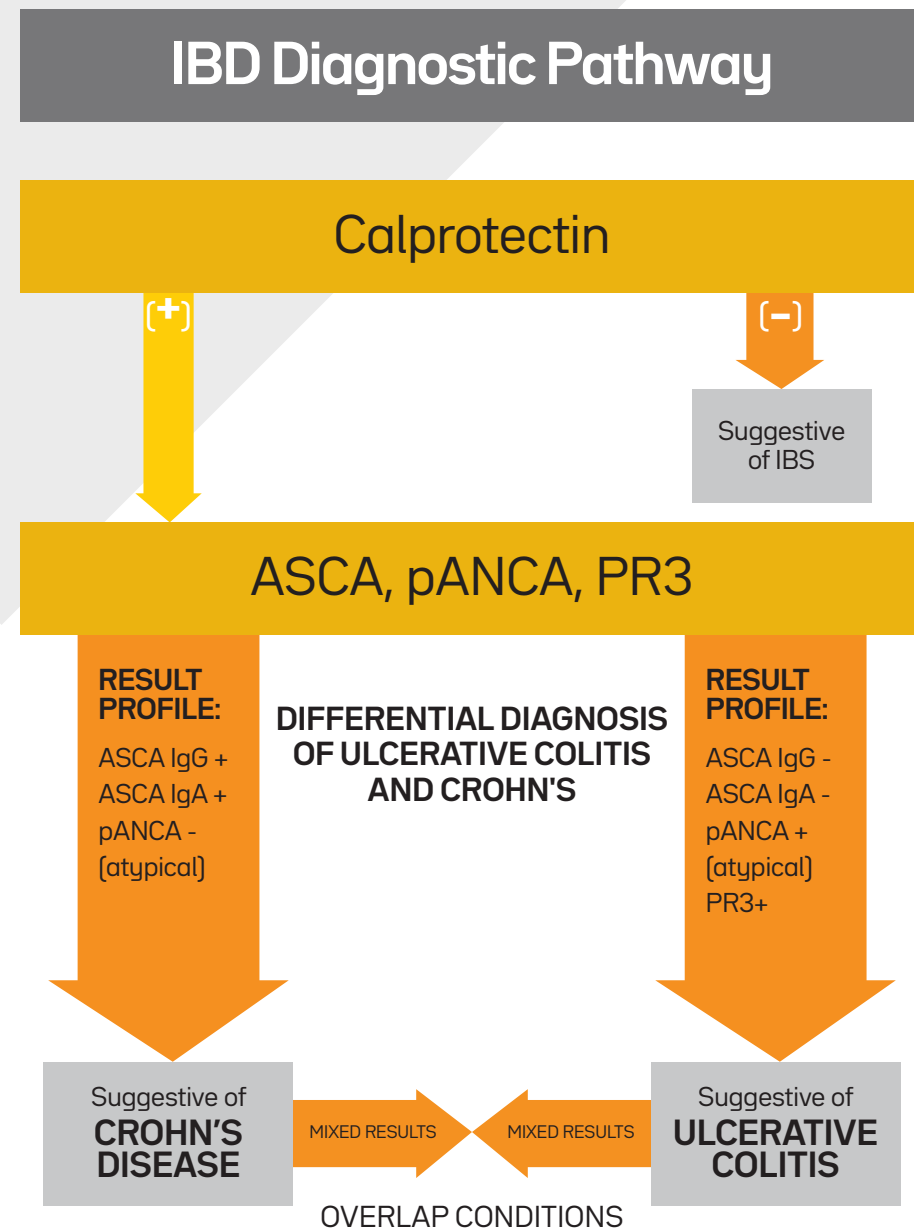 IBD Diagnostic Pathway
Calprotectin
(+)
(-)
Suggestive
of IBS
ASCA, pANCA, PR3
RESULT
PROFILE:
ASCA IgG +
ASCA IgA +
pANCA -
(atypical)
DIFFERENTIAL DIAGNOSIS
OF ULCERATIVE COLITIS
AND CROHN'S
RESULT
PROFILE:
ASCA IgG -
ASCA IgA -
pANCA +
(atypical)
PR3+
Suggestive of
CROHN’S
DISEASE
MIXED RESULTS
MIXED RESULTS
Suggestive of
ULCERATIVE
COLITIS
OVERLAP CONDITIONS